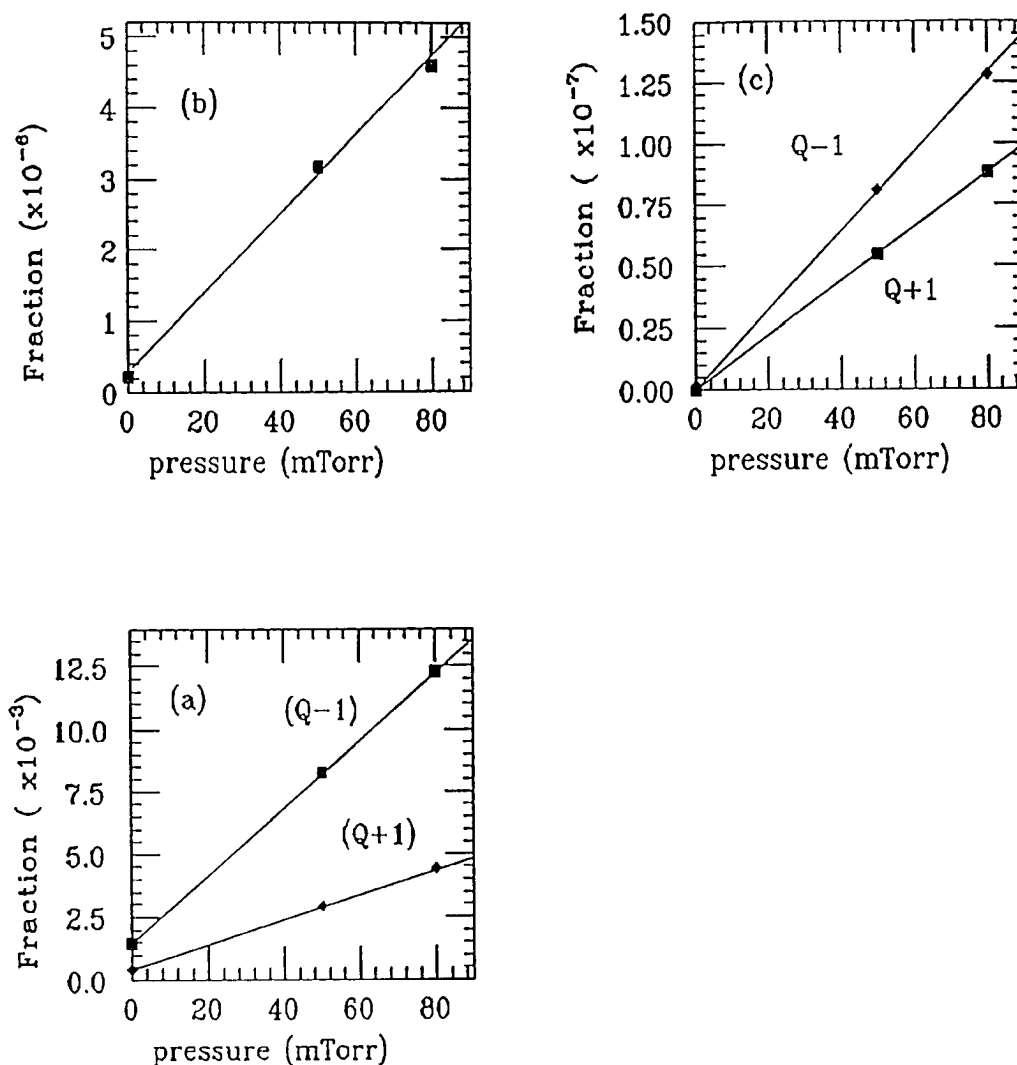 Fraction (x10⁻⁶)
5
4
3
2
1
0
(b)
0 20 40 60 80
pressure (mTorr)
Fraction ( x10⁻⁷)
1.50
1.25
1.00
0.75
0.50
0.25
0.00
(c)
Q−1
Q+1
0 20 40 60 80
pressure (mTorr)
Fraction ( x10⁻³)
12.5
10.0
7.5
5.0
2.5
0.0
(a)
(Q−1)
(Q+1)
0 20 40 60 80
pressure (mTorr)